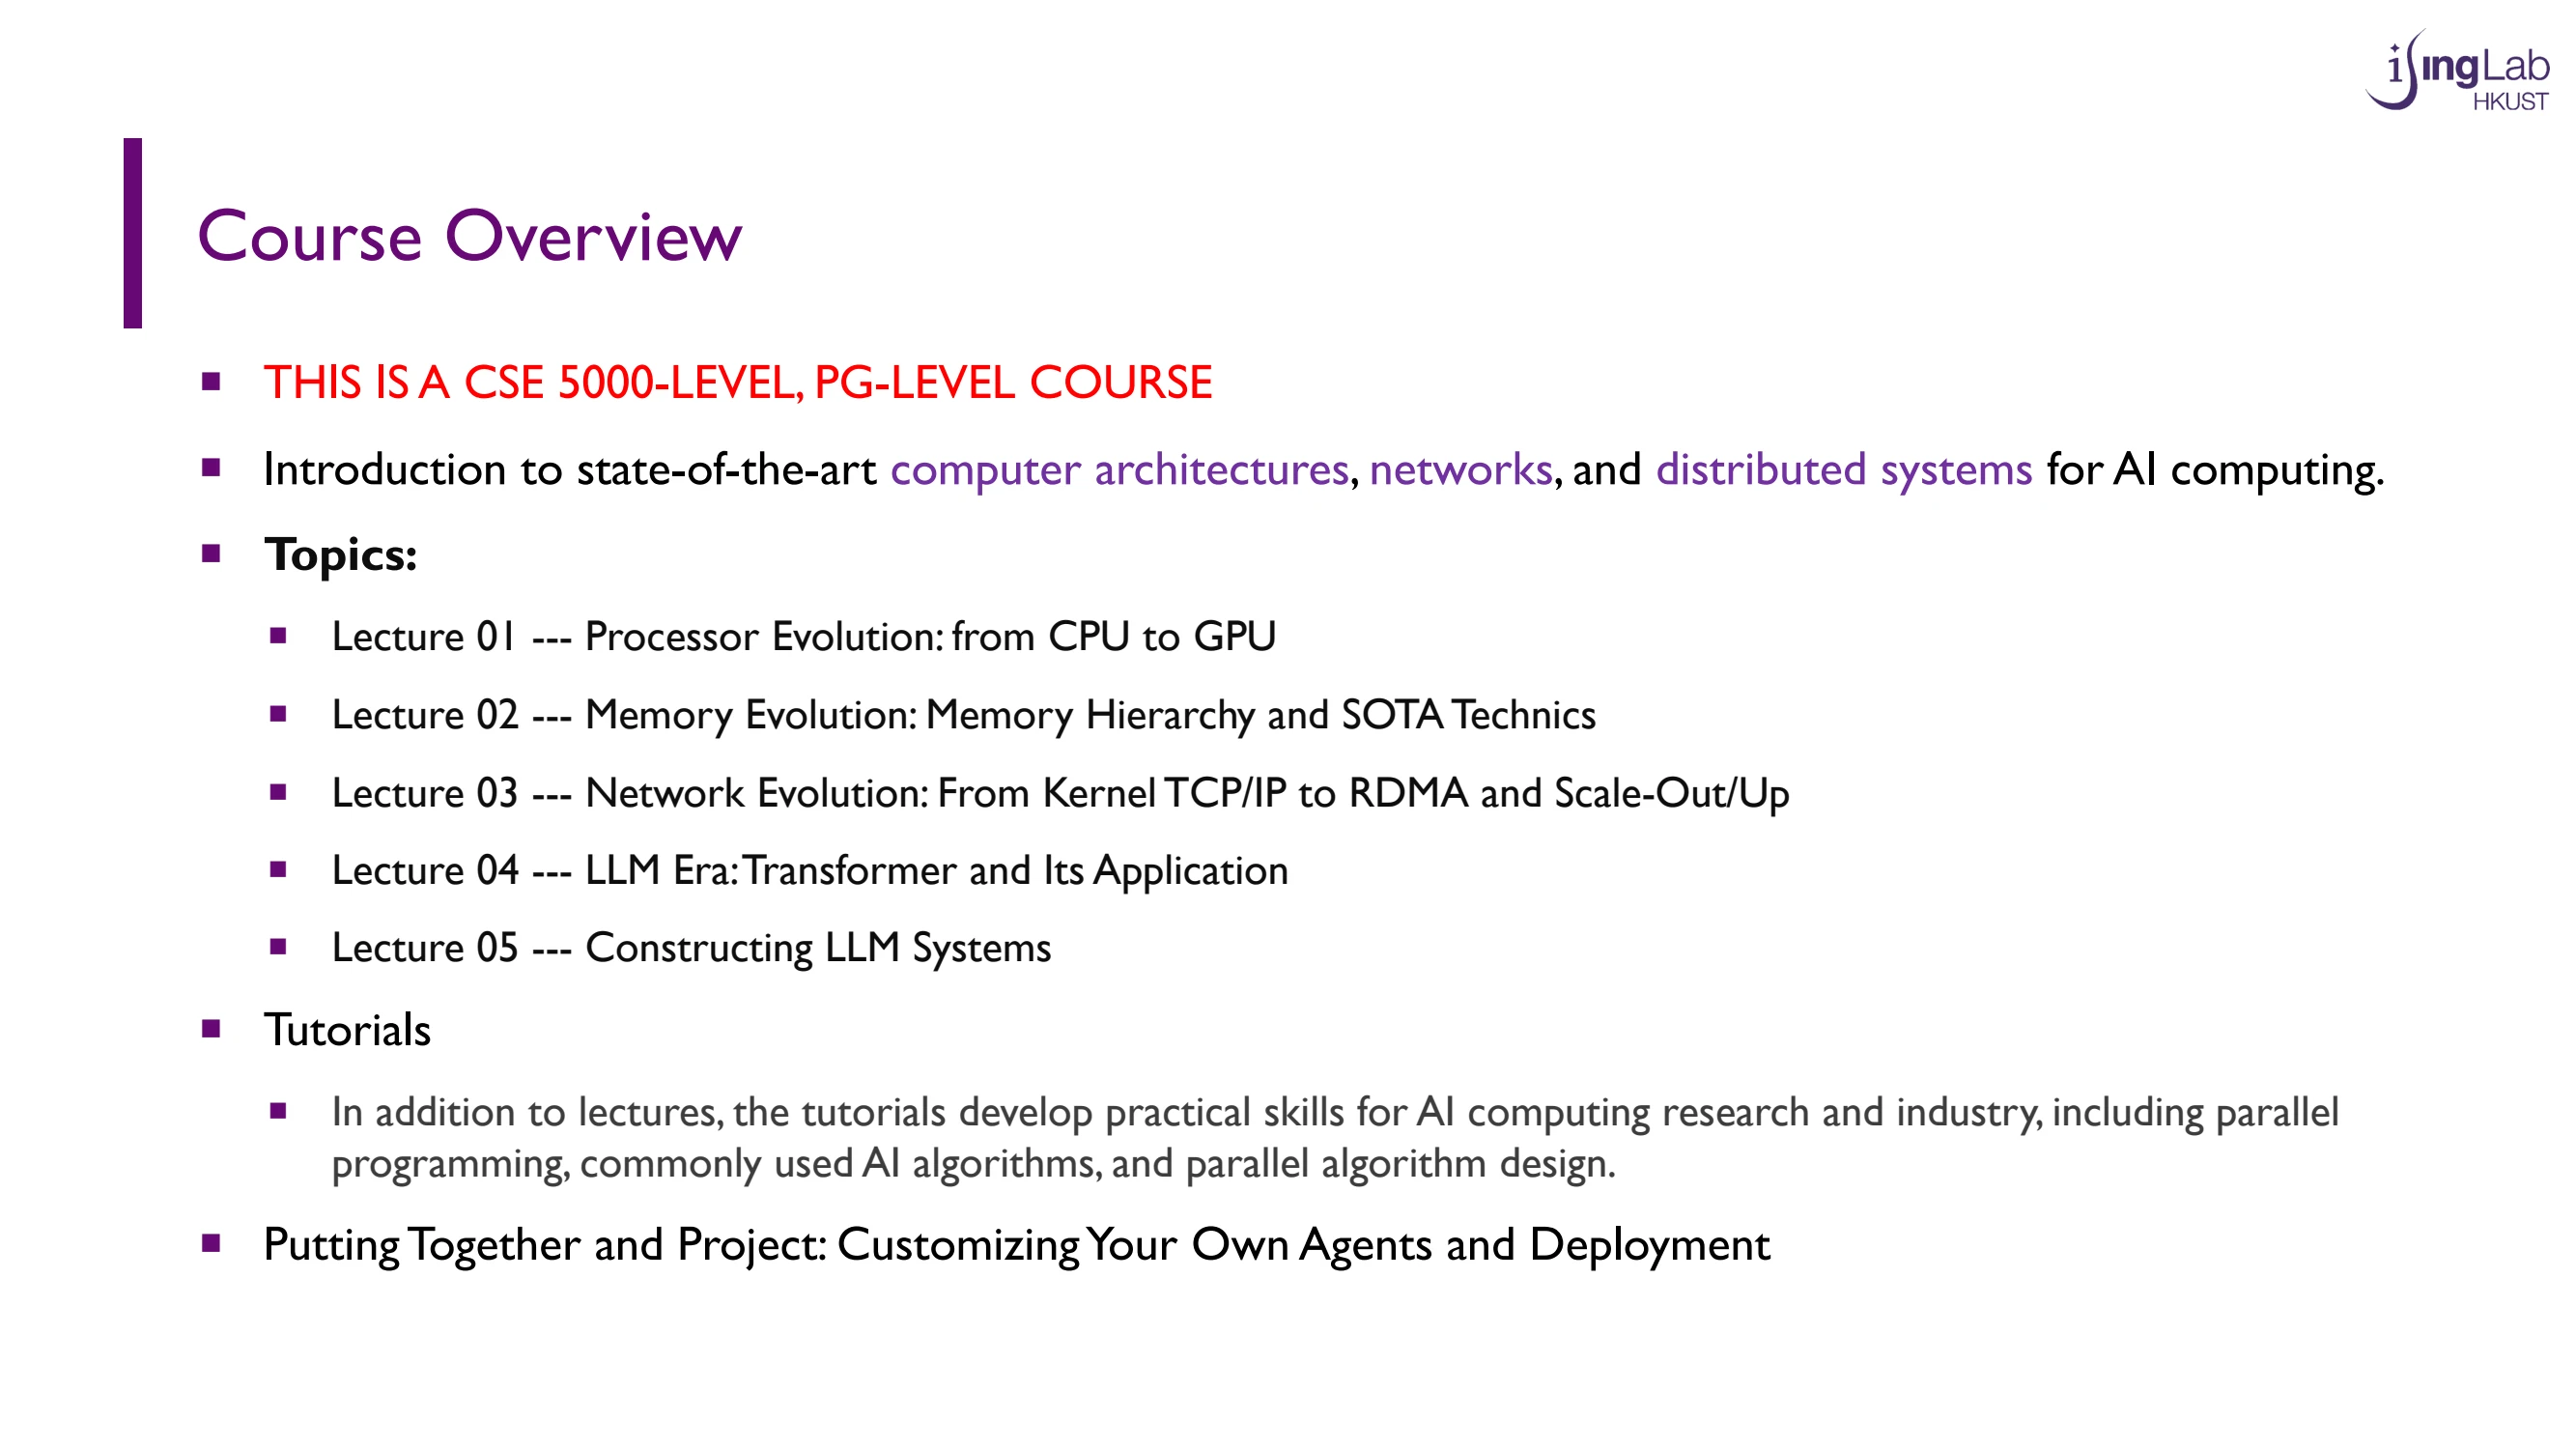 iSingLab
HKUST
Course Overview
THIS IS A CSE 5000-LEVEL, PG-LEVEL COURSE
Introduction to state-of-the-art computer architectures, networks, and distributed systems for AI computing.
Topics:
Lecture 01 --- Processor Evolution: from CPU to GPU
Lecture 02 --- Memory Evolution: Memory Hierarchy and SOTA Technics
Lecture 03 --- Network Evolution: From Kernel TCP/IP to RDMA and Scale-Out/Up
Lecture 04 --- LLM Era: Transformer and Its Application
Lecture 05 --- Constructing LLM Systems
Tutorials
In addition to lectures, the tutorials develop practical skills for AI computing research and industry, including parallel
programming, commonly used AI algorithms, and parallel algorithm design.
Putting Together and Project: Customizing Your Own Agents and Deployment